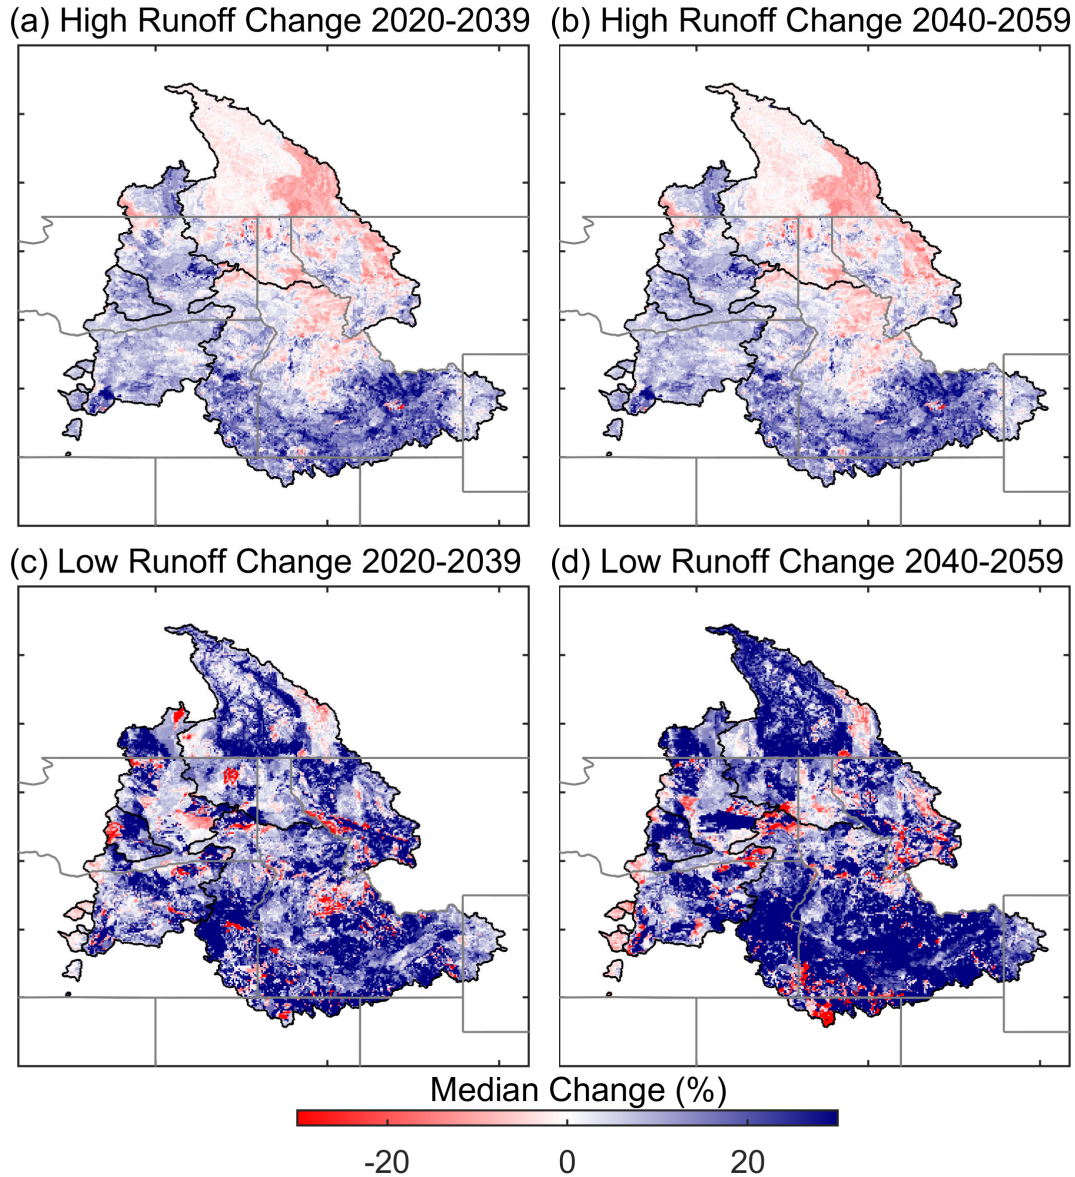 (a) High Runoff Change 2020-2039
(b) High Runoff Change 2040-2059
(c) Low Runoff Change 2020-2039
(d) Low Runoff Change 2040-2059
Median Change (%)
-20 0 20